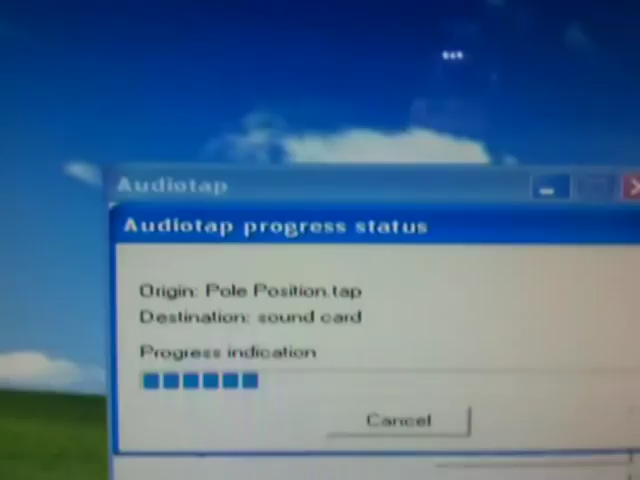 Audiotap
Audiotap progress status
Origin: Pole Position.tap
Destination: sound card
Progress indication
Cancel